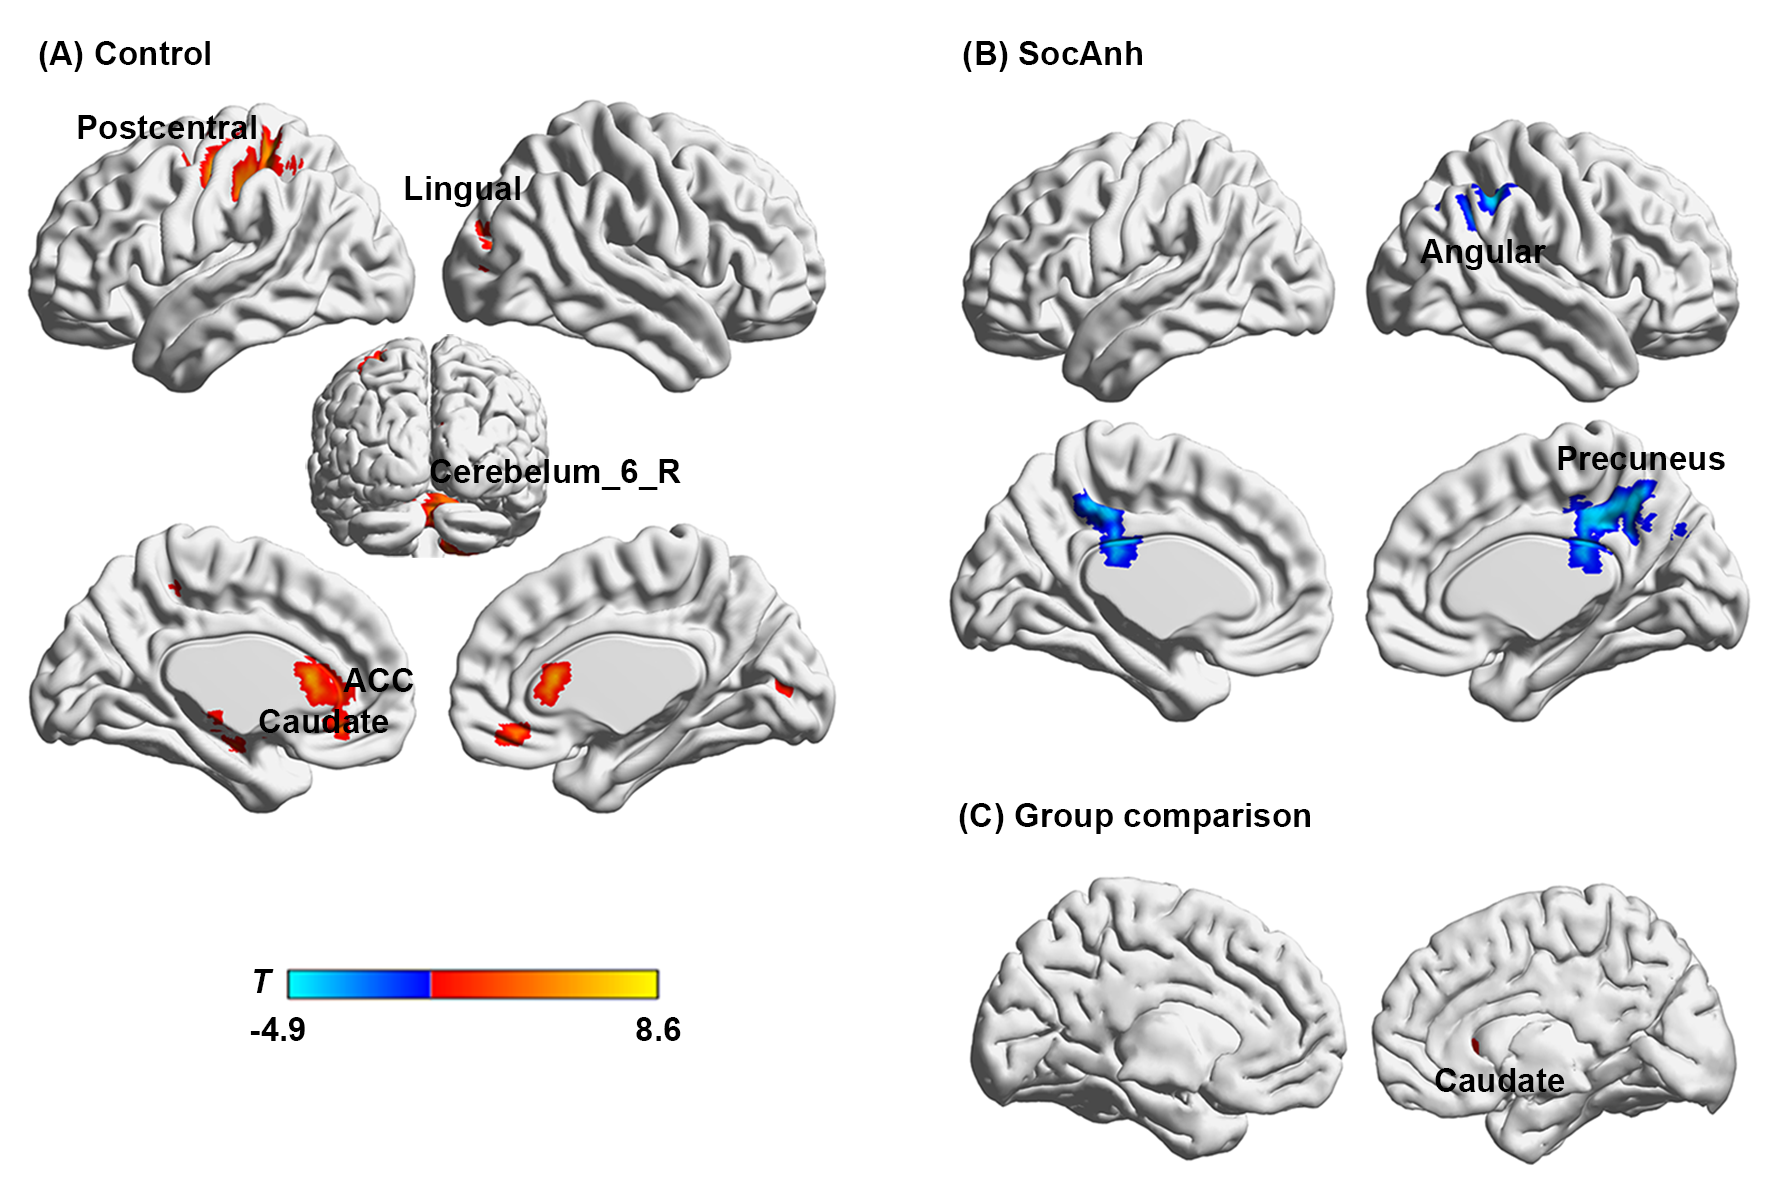 (A) Control
Postcentral
Lingual
Cerebelum_6_R
ACC
Caudate
T
-4.9 8.6
(B) SocAnh
Angular
Precuneus
(C) Group comparison
Caudate